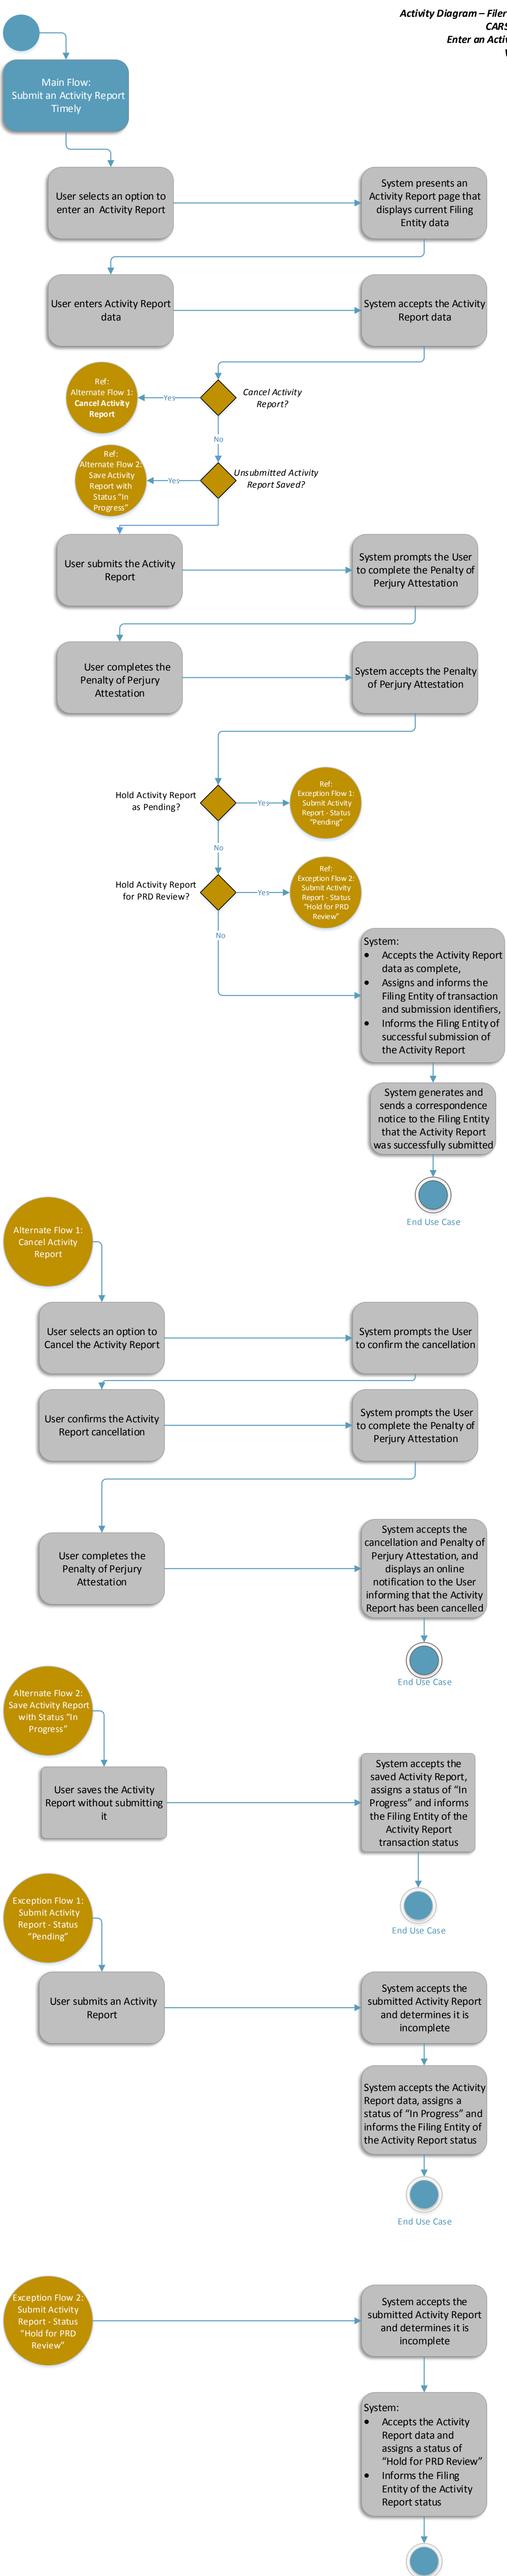 Activity Diagram – Filer
CARS
Enter an Activ
Main Flow:
Submit an Activity Report
Timely
User selects an option to
enter an Activity Report
System presents an
Activity Report page that
displays current Filing
Entity data
User enters Activity Report
data
System accepts the Activity
Report data
Ref:
Alternate Flow 1:
Cancel Activity
Report
Yes
Cancel Activity
Report?
No
Ref:
Alternate Flow 2:
Save Activity
Report with
Status “In
Progress”
Yes
Unsubmitted Activity
Report Saved?
User submits the Activity
Report
System prompts the User
to complete the Penalty of
Perjury Attestation
User completes the
Penalty of Perjury
Attestation
System accepts the Penalty
of Perjury Attestation
Hold Activity Report
as Pending?
Yes
Ref:
Exception Flow 1:
Submit Activity
Report - Status
“Pending”
No
Hold Activity Report
for PRD Review?
Yes
Ref:
Exception Flow 2:
Submit Activity
Report - Status
“Hold for PRD
Review”
No
System:
• Accepts the Activity Report
data as complete,
• Assigns and informs the
Filing Entity of transaction
and submission identifiers,
• Informs the Filing Entity of
successful submission of
the Activity Report
System generates and
sends a correspondence
notice to the Filing Entity
that the Activity Report
was successfully submitted
End Use Case
Alternate Flow 1:
Cancel Activity
Report
User selects an option to
Cancel the Activity Report
System prompts the User
to confirm the cancellation
User confirms the Activity
Report cancellation
System prompts the User
to complete the Penalty of
Perjury Attestation
User completes the
Penalty of Perjury
Attestation
System accepts the
cancellation and Penalty of
Perjury Attestation, and
displays an online
notification to the User
informing that the Activity
Report has been cancelled
End Use Case
Alternate Flow 2:
Save Activity Report
with Status “In
Progress”
User saves the Activity
Report without submitting
it
System accepts the
saved Activity Report,
assigns a status of “In
Progress” and informs
the Filing Entity of the
Activity Report
transaction status
End Use Case
Exception Flow 1:
Submit Activity
Report - Status
“Pending”
User submits an Activity
Report
System accepts the
submitted Activity Report
and determines it is
incomplete
System accepts the Activity
Report data, assigns a
status of “In Progress” and
informs the Filing Entity of
the Activity Report status
End Use Case
Exception Flow 2:
Submit Activity
Report - Status
“Hold for PRD
Review”
System accepts the
submitted Activity Report
and determines it is
incomplete
System:
• Accepts the Activity
Report data and
assigns a status of
“Hold for PRD Review”
• Informs the Filing
Entity of the Activity
Report status